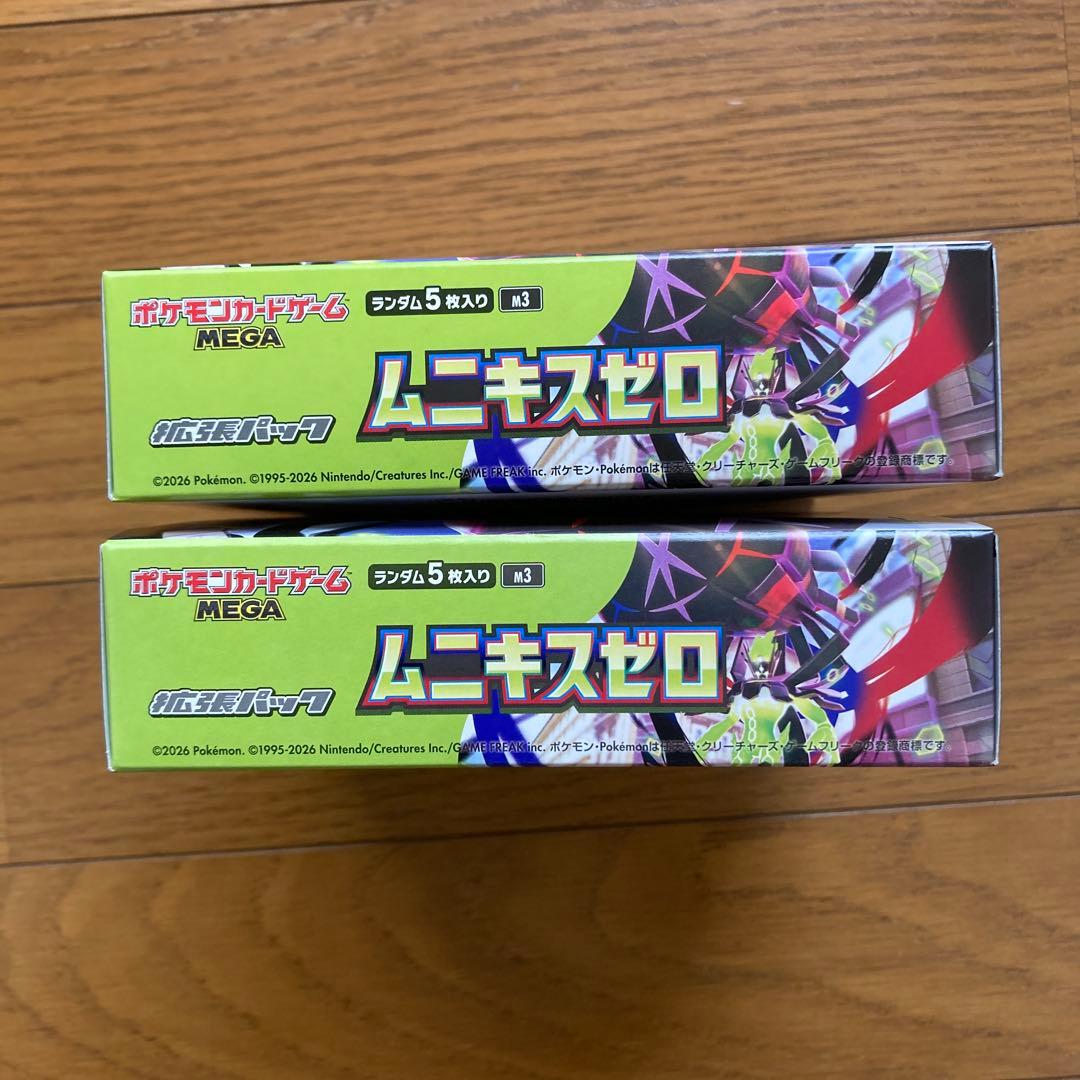 ポケモンカードゲーム
MEGA
ランダム5枚入り M3
ムニキスゼロ
拡張パック
©2026 Pokémon. ©1995-2026 Nintendo/Creatures Inc./GAME FREAK inc. ポケモン・Pokémonは任天堂・クリーチャーズ・ゲームフリークの登録商標です。
ポケモンカードゲーム
MEGA
ランダム5枚入り M3
ムニキスゼロ
拡張パック
©2026 Pokémon. ©1995-2026 Nintendo/Creatures Inc./GAME FREAK inc. ポケモン・Pokémonは任天堂・クリーチャーズ・ゲームフリークの登録商標です。